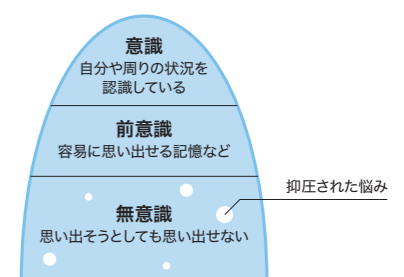 意識
自分や周りの状況を
認識している
前意識
容易に思い出せる記憶など
抑圧された悩み
無意識
思い出そうとしても思い出せない